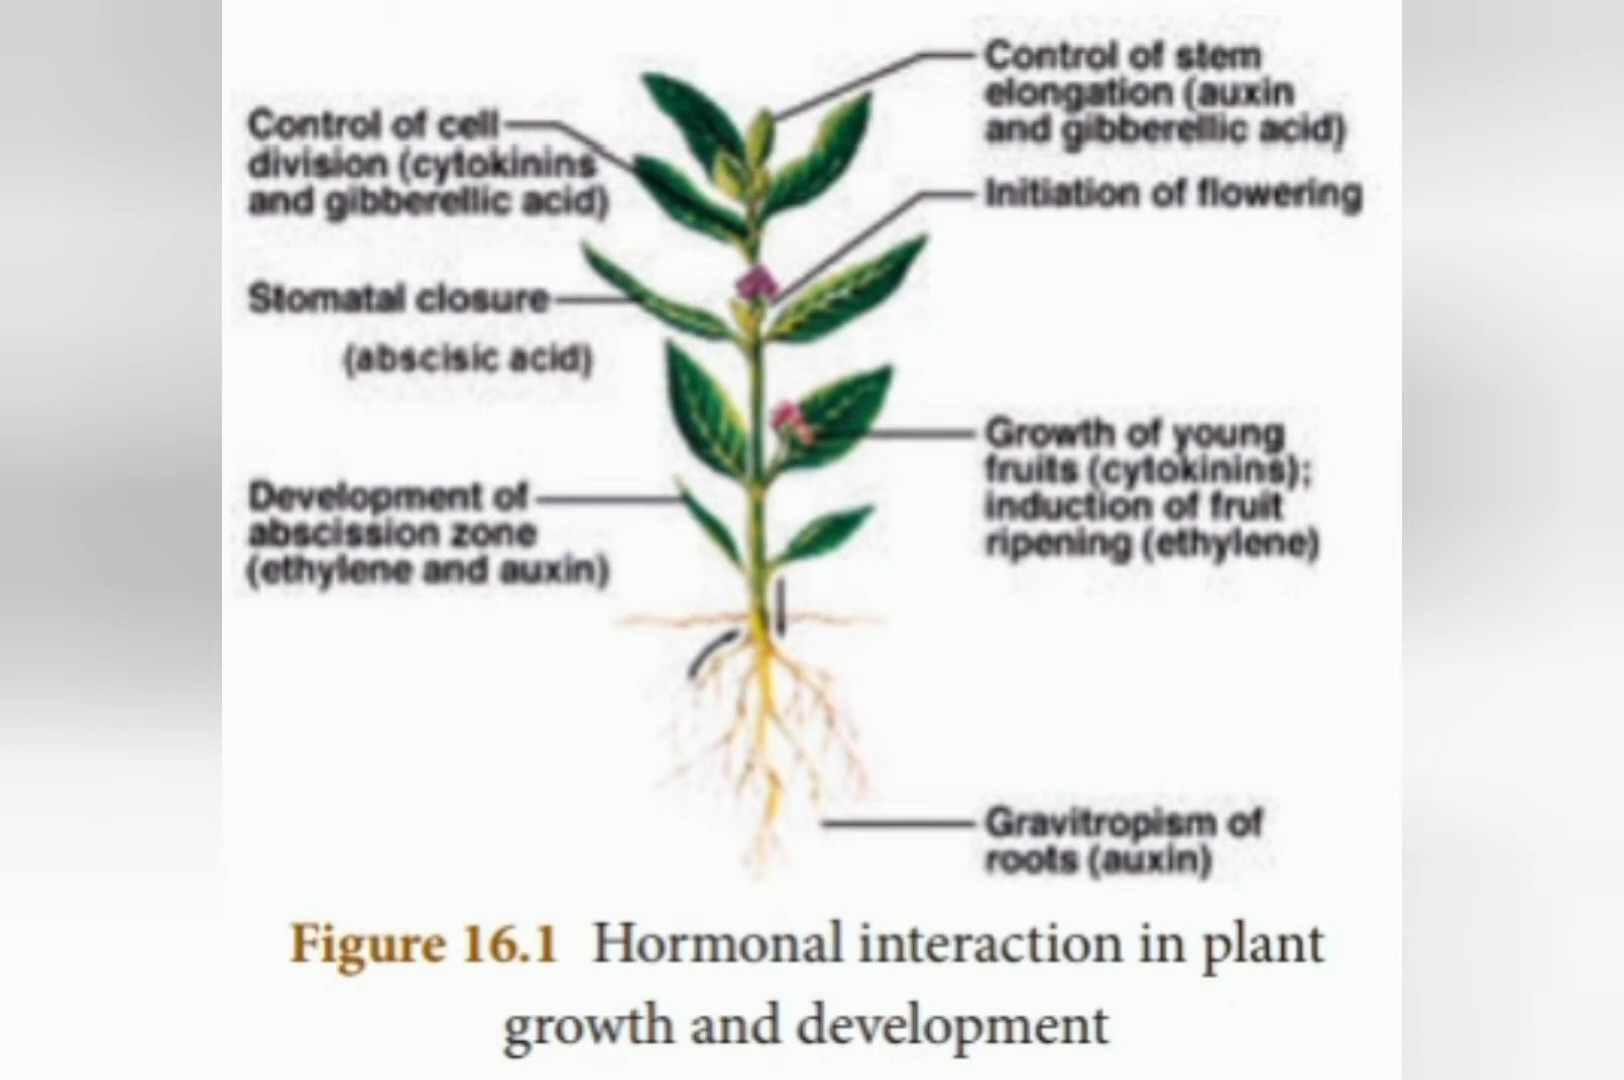 Control of stem
elongation (auxin
and gibberellic acid)
Control of cell
division (cytokinins
and gibberellic acid)
Initiation of flowering
Stomatal closure
(abscisic acid)
Growth of young
fruits (cytokinins);
induction of fruit
ripening (ethylene)
Development of
abscission zone
(ethylene and auxin)
Gravitropism of
roots (auxin)
Figure 16.1 Hormonal interaction in plant
growth and development